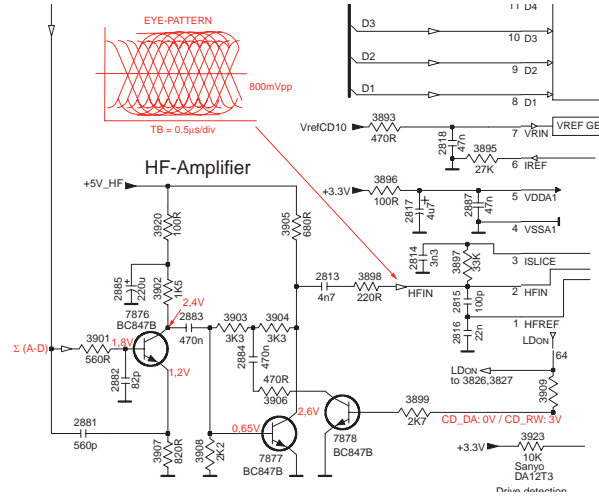 EYE-PATTERN
800mVpp
TB = 0.5µs/div
HF-Amplifier
+5V_HF
3920
100R
3905
680R
2885
220u
3902
1K5
7876
BC847B
2,4V
2883
470n
3903
3K3
3904
3K3
2884
470n
470R
3906
Σ (A-D)
3901
560R
1,8V
2882
82p
1,2V
2881
560p
3907
820R
3908
2K2
0,65V
7877
BC847B
2,6V
7878
BC847B
3899
2K7
CD_DA: 0V / CD_RW: 3V
2813
4n7
3898
220R
HFIN
D4
D3
10 D3
D2
9 D2
D1
8 D1
VrefCD10
3893
470R
2818
47n
7 VRIN
VREF GE
3895
27K
6 IREF
+3.3V
3896
100R
2817
4u7
2887
47n
5 VDDA1
4 VSSA1
2814
3n3
3897
33K
3 ISLICE
2 HFIN
2815
100p
2816
22n
1 HFREF
LDON
64
LDON
to 3826,3827
3909
+3.3V
3923
10K
Sanyo
DA12T3